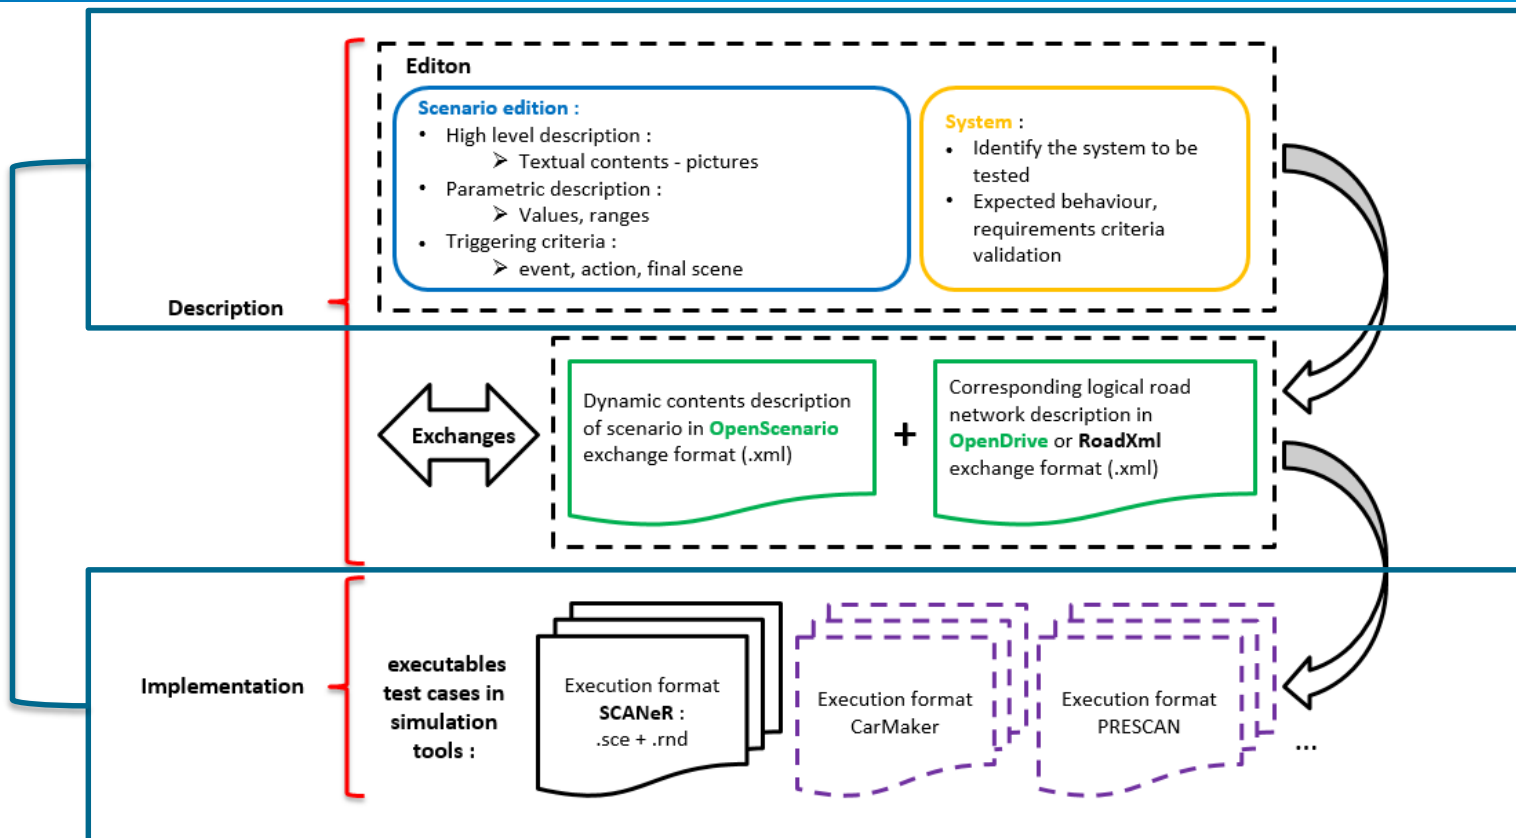 Editon
Scenario edition :
• High level description :
➢ Textual contents - pictures
• Parametric description :
➢ Values, ranges
• Triggering criteria :
➢ event, action, final scene
System :
• Identify the system to be
tested
• Expected behaviour,
requirements criteria
validation
Description
Exchanges
Dynamic contents description
of scenario in OpenScenario
exchange format (.xml)
+
Corresponding logical road
network description in
OpenDrive or RoadXml
exchange format (.xml)
Implementation
executables
test cases in
simulation
tools :
Execution format
SCANeR :
.sce + .rnd
Execution format
CarMaker
Execution format
PRESCAN
...